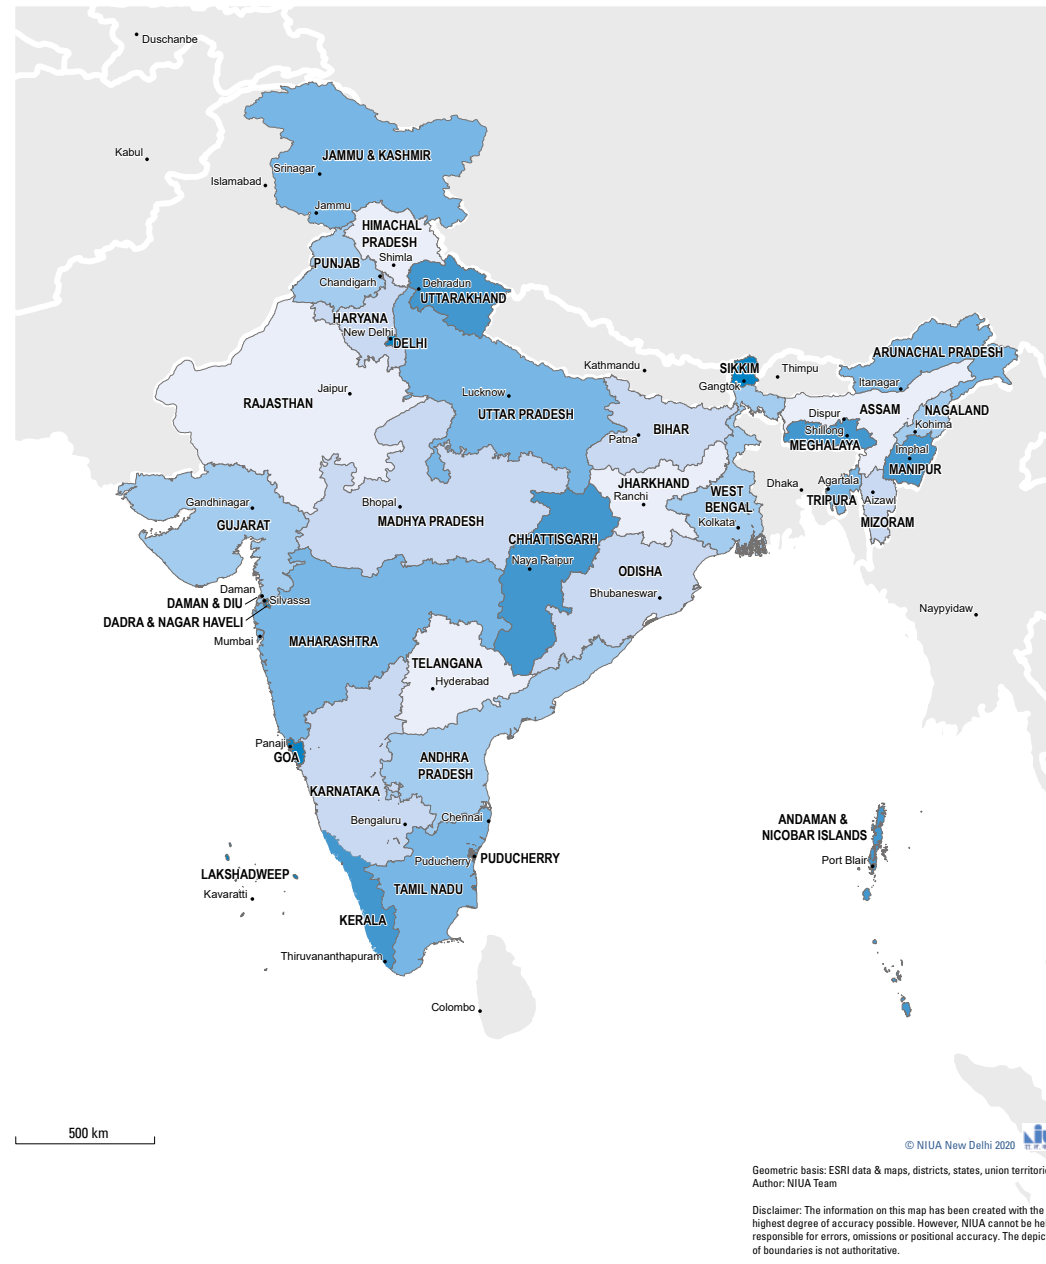 Duschanbe
Kabul
Islamabad
JAMMU & KASHMIR
Srinagar
Jammu
HIMACHAL
PRADESH
Shimla
PUNJAB
Chandigarh
Dehradun
UTTARAKHAND
HARYANA
New Delhi
DELHI
Kathmandu
SIKKIM
Gangtok
Thimpu
ARUNACHAL PRADESH
Itanagar
Jaipur
RAJASTHAN
Lucknow
UTTAR PRADESH
Dispur
ASSAM
NAGALAND
Kohima
Shillong
MEGHALAYA
Imphal
MANIPUR
BIHAR
Patna
Gandhinagar
GUJARAT
Bhopal
MADHYA PRADESH
JHARKHAND
Ranchi
WEST
BENGAL
Kolkata
Dhaka
Agartala
TRIPURA
Aizawl
MIZORAM
CHHATTISGARH
Naya Raipur
ODISHA
Bhubaneswar
Daman
Silvassa
DAMAN & DIU
DADRA & NAGAR HAVELI
Mumbai
MAHARASHTRA
Naypyidaw
TELANGANA
Hyderabad
Panaji
GOA
ANDHRA
PRADESH
KARNATAKA
Bengaluru
Chennai
ANDAMAN &
NICOBAR ISLANDS
Port Blair
Puducherry
PUDUCHERRY
LAKSHADWEEP
Kavaratti
TAMIL NADU
KERALA
Thiruvananthapuram
Colombo
500 km
© NIUA New Delhi 2020
Geometric basis: ESRI data & maps, districts, states, union
Author: NIUA Team
Disclaimer: The information on this map has been created with the
highest degree of accuracy possible. However, NIUA cannot be
responsible for errors, omissions or positional accuracy. The
of boundaries is not authoritative.